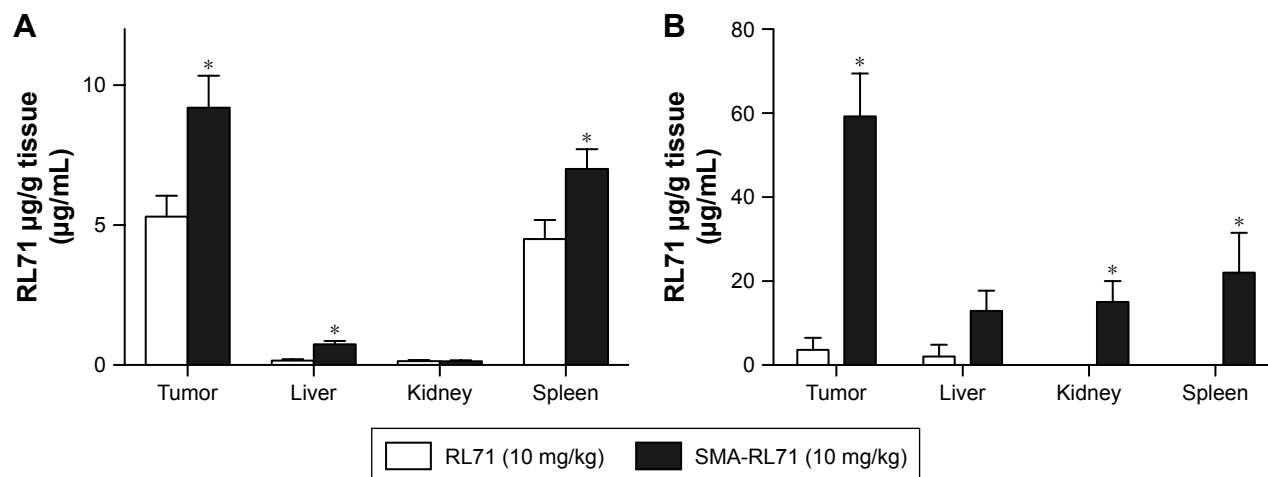 A
RL71 µg/g tissue
(µg/mL)
10
5
0
*
*
*
Tumor
Liver
Kidney
Spleen
B
RL71 µg/g tissue
(µg/mL)
80
60
40
20
0
*
*
*
Tumor
Liver
Kidney
Spleen
RL71 (10 mg/kg)
SMA-RL71 (10 mg/kg)